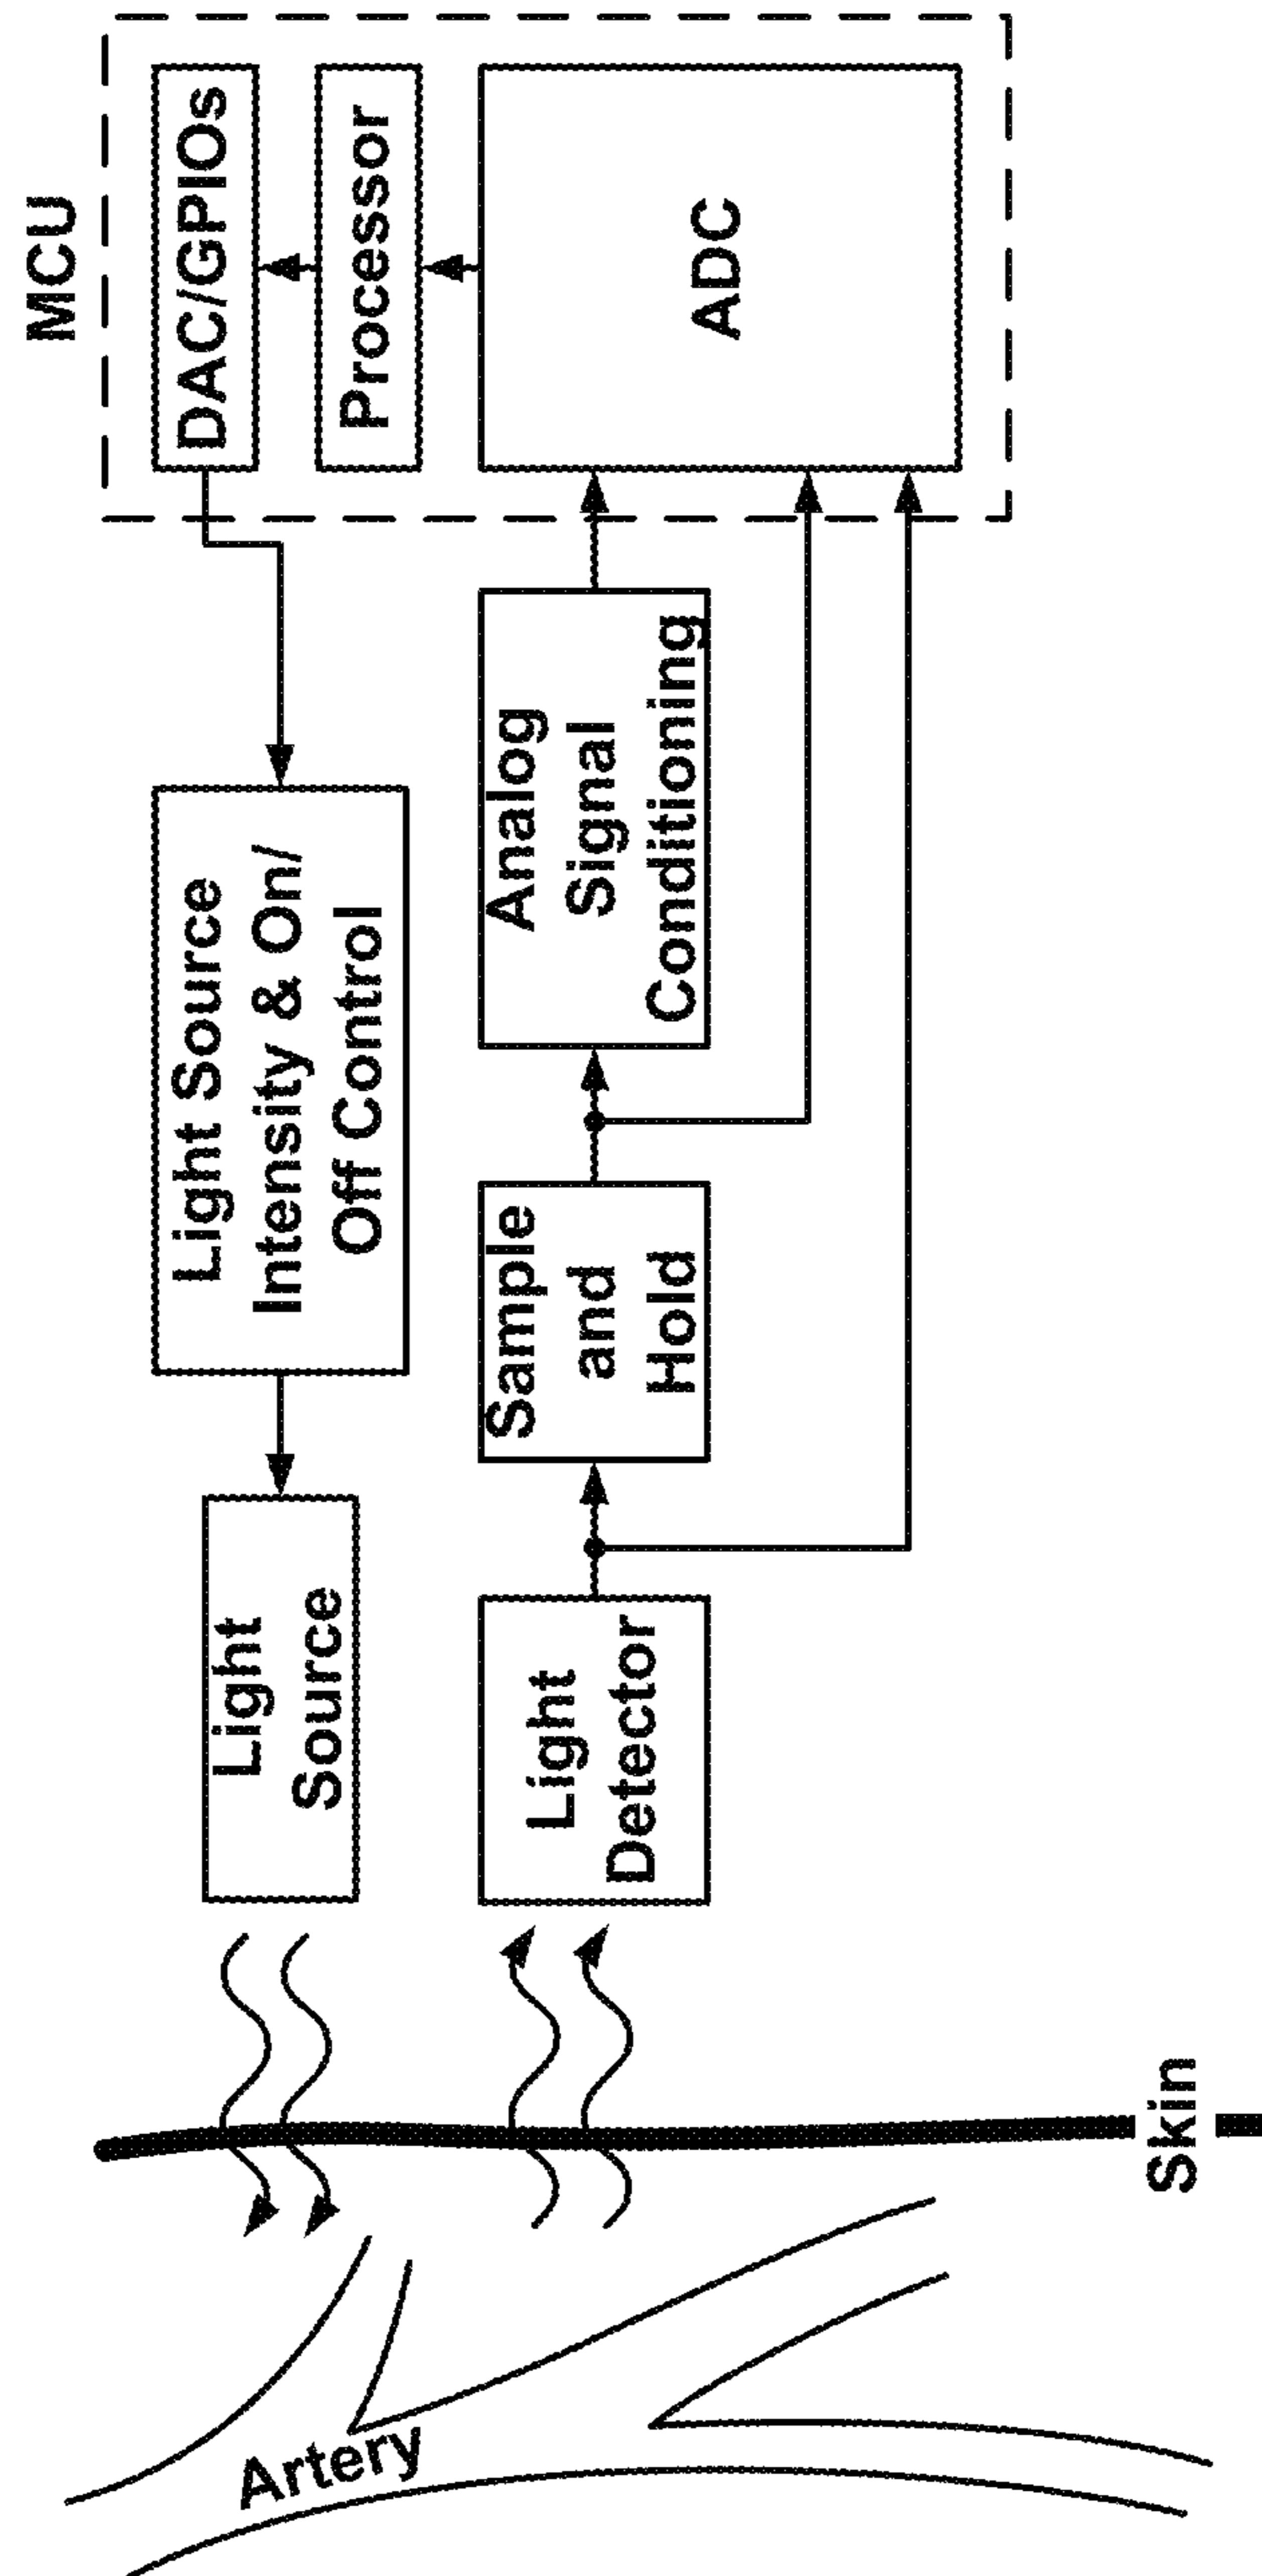 MCU
DAC/GPIOs
Processor
ADC
Light Source
Intensity & On/
Off Control
Analog
Signal
Conditioning
Sample
and
Hold
Light
Source
Light
Detector
Skin
Artery